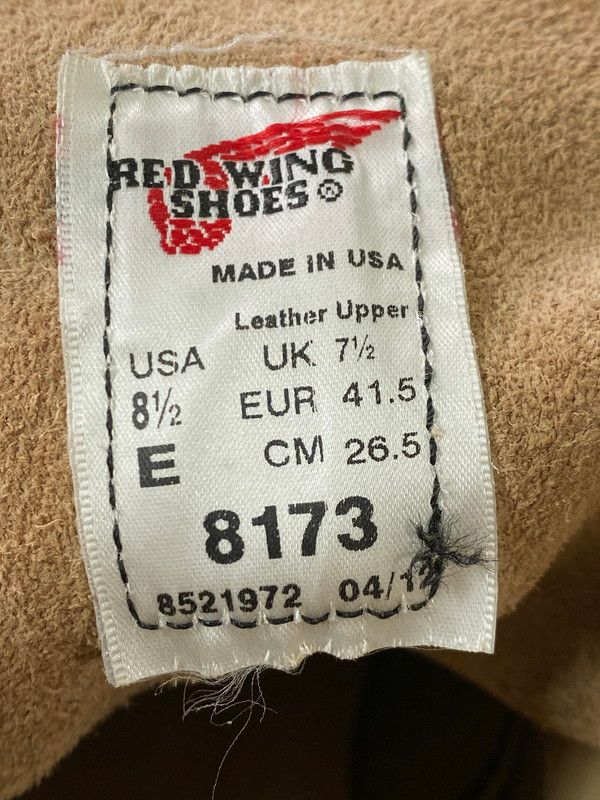 RED WING
SHOES®
MADE IN USA
Leather Upper
USA UK 7½
8½ EUR 41.5
E CM 26.5
8173
8521972 04/12